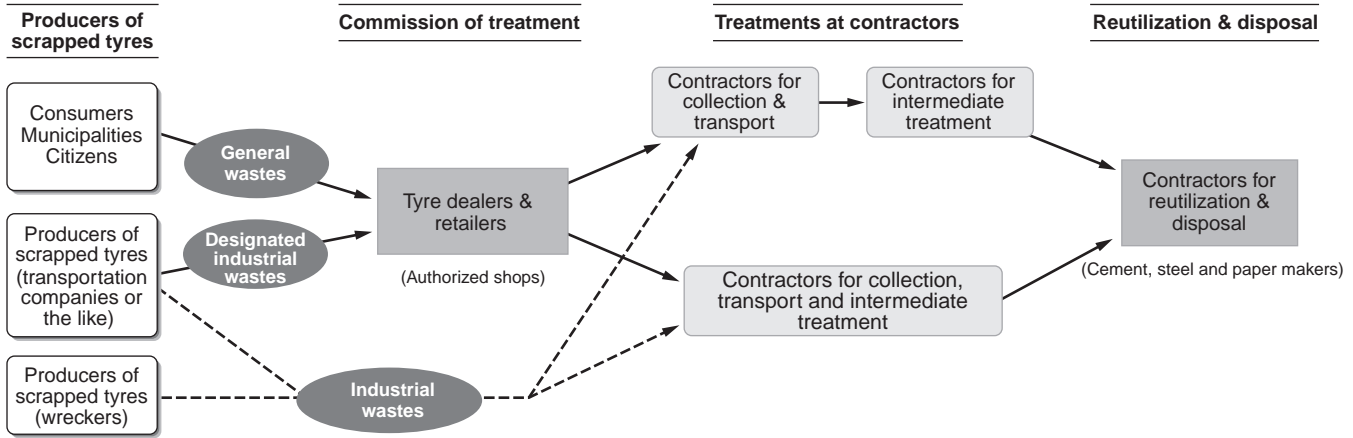 Producers of
scrapped tyres
Commission of treatment
Treatments at contractors
Reutilization & disposal
Consumers
Municipalities
Citizens
General
wastes
Producers of
scrapped tyres
(transportation
companies or
the like)
Designated
industrial
wastes
Producers of
scrapped tyres
(wreckers)
Industrial
wastes
Tyre dealers &
retailers
(Authorized shops)
Contractors for
collection &
transport
Contractors for
intermediate
treatment
Contractors for collection,
transport and intermediate
treatment
Contractors for
reutilization &
disposal
(Cement, steel and paper makers)